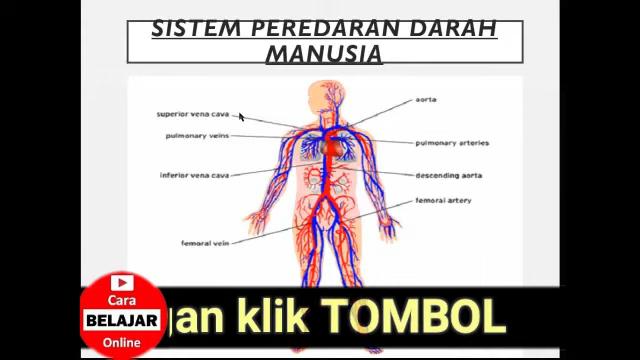 SISTEM PEREDARAN DARAH
MANUSIA
superior vena cava
aorta
pulmonary veins
pulmonary arteries
inferior vena cava
descending aorta
femoral artery
femoral vein
Cara
BELAJAR
Online
gan klik TOMBOL